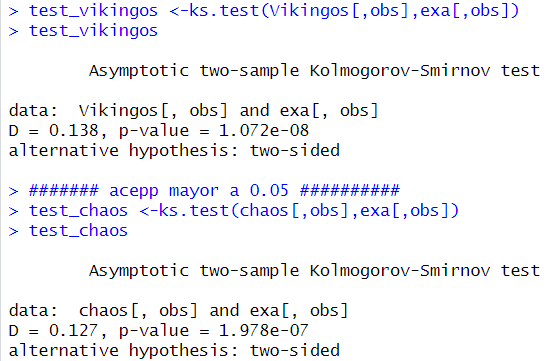 > test_vikingos <-ks.test(Vikingos[,obs],exa[,obs])
> test_vikingos
Asymptotic two-sample Kolmogorov-Smirnov test
data:  Vikingos[, obs] and exa[, obs]
D = 0.138, p-value = 1.072e-08
alternative hypothesis: two-sided
> ####### acepp mayor a 0.05 ##########
> test_chaos <-ks.test(chaos[,obs],exa[,obs])
> test_chaos
Asymptotic two-sample Kolmogorov-Smirnov test
data:  chaos[, obs] and exa[, obs]
D = 0.127, p-value = 1.978e-07
alternative hypothesis: two-sided